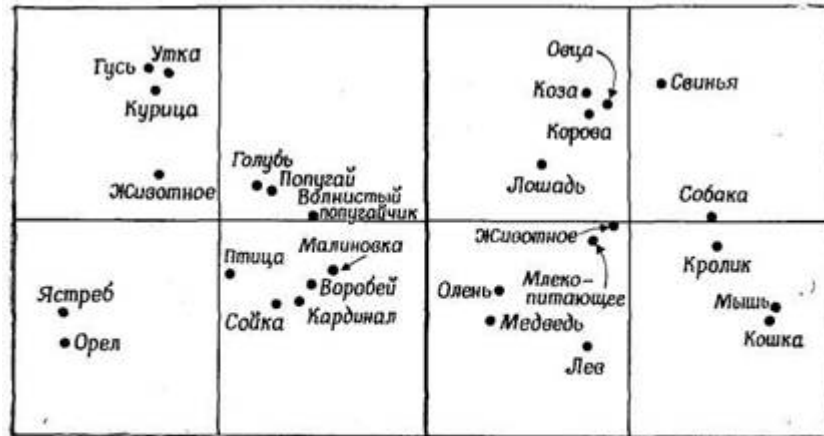 Утка
Гусь
Курица
Животное
Голубь
Попугай
Волнистый
попугайчик
Птица
Малиновка
Воробей
Сойка
Кардинал
Ястреб
Орел
Овца
Коза
Корова
Лошадь
Свинья
Собака
Животное
Млеко-
питающее
Олень
Медведь
Лев
Кролик
Мышь
Кошка